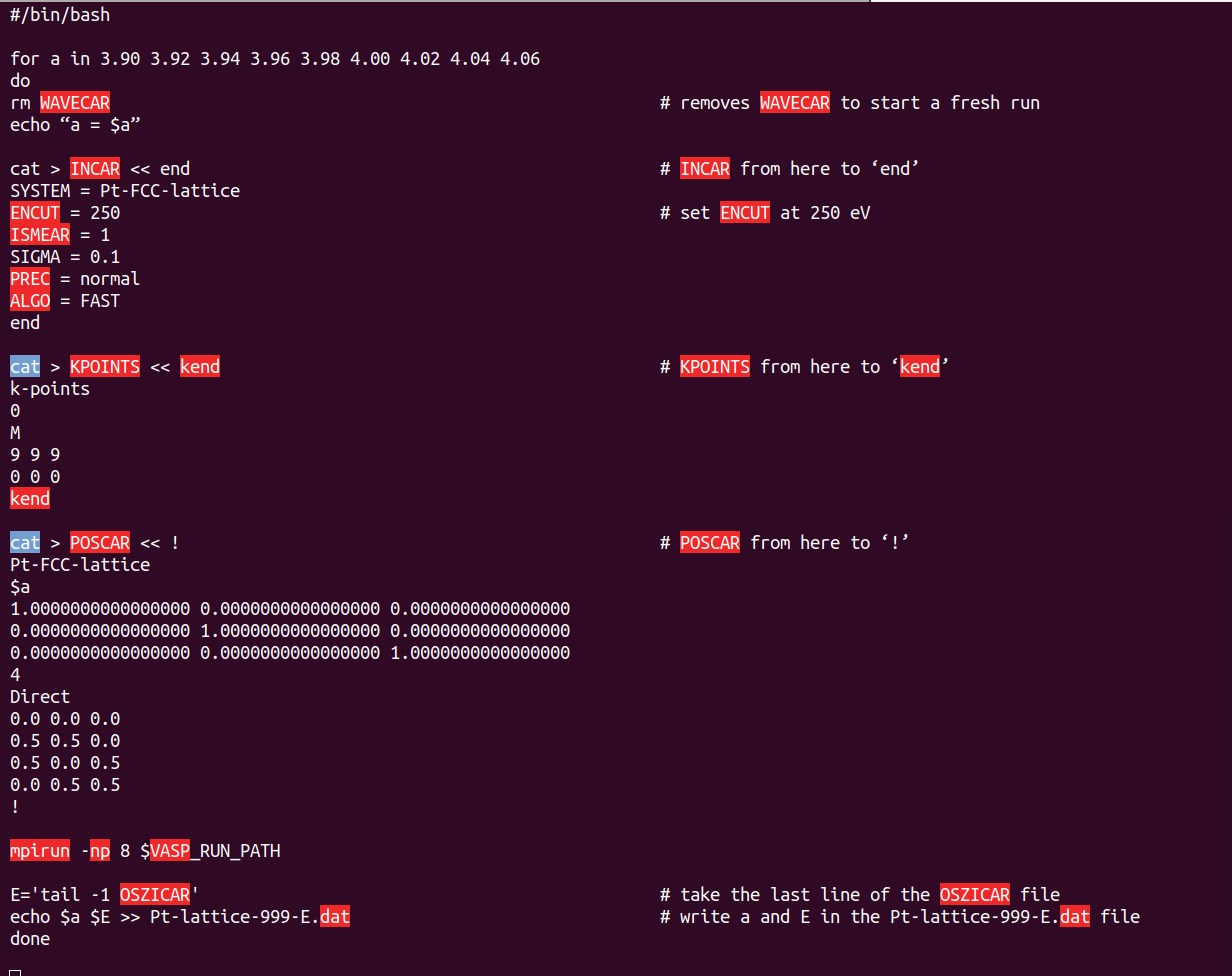 #/bin/bash
for a in 3.90 3.92 3.94 3.96 3.98 4.00 4.02 4.04 4.06
do
rm WAVECAR # removes WAVECAR to start a fresh run
echo “a = $a”
cat > INCAR << end # INCAR from here to ‘end’
SYSTEM = Pt-FCC-lattice
ENCUT = 250 # set ENCUT at 250 eV
ISMEAR = 1
SIGMA = 0.1
PREC = normal
ALGO = FAST
end
cat > KPOINTS << kend # KPOINTS from here to ‘kend’
k-points
0
M
9 9 9
0 0 0
kend
cat > POSCAR << ! # POSCAR from here to ‘!’
Pt-FCC-lattice
$a
1.0000000000000000 0.0000000000000000 0.0000000000000000
0.0000000000000000 1.0000000000000000 0.0000000000000000
0.0000000000000000 0.0000000000000000 1.0000000000000000
4
Direct
0.0 0.0 0.0
0.5 0.5 0.0
0.5 0.0 0.5
0.0 0.5 0.5
!
mpirun -np 8 $VASP_RUN_PATH
E='tail -1 OSZICAR' # take the last line of the OSZICAR file
echo $a $E >> Pt-lattice-999-E.dat # write a and E in the Pt-lattice-999-E.dat file
done